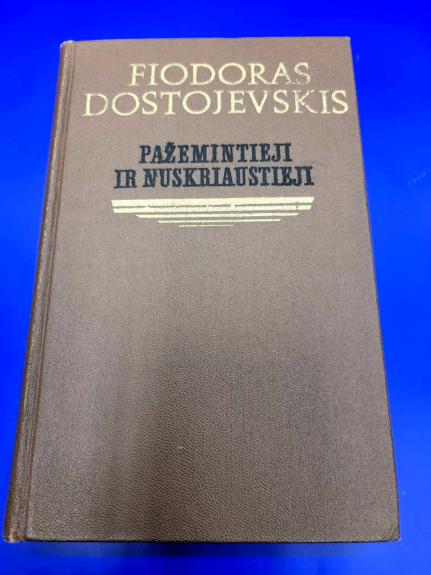 FIODORAS
DOSTOJEVSKIS
PAŽEMINTIEJI
IR NUSKRIAUSTIEJI